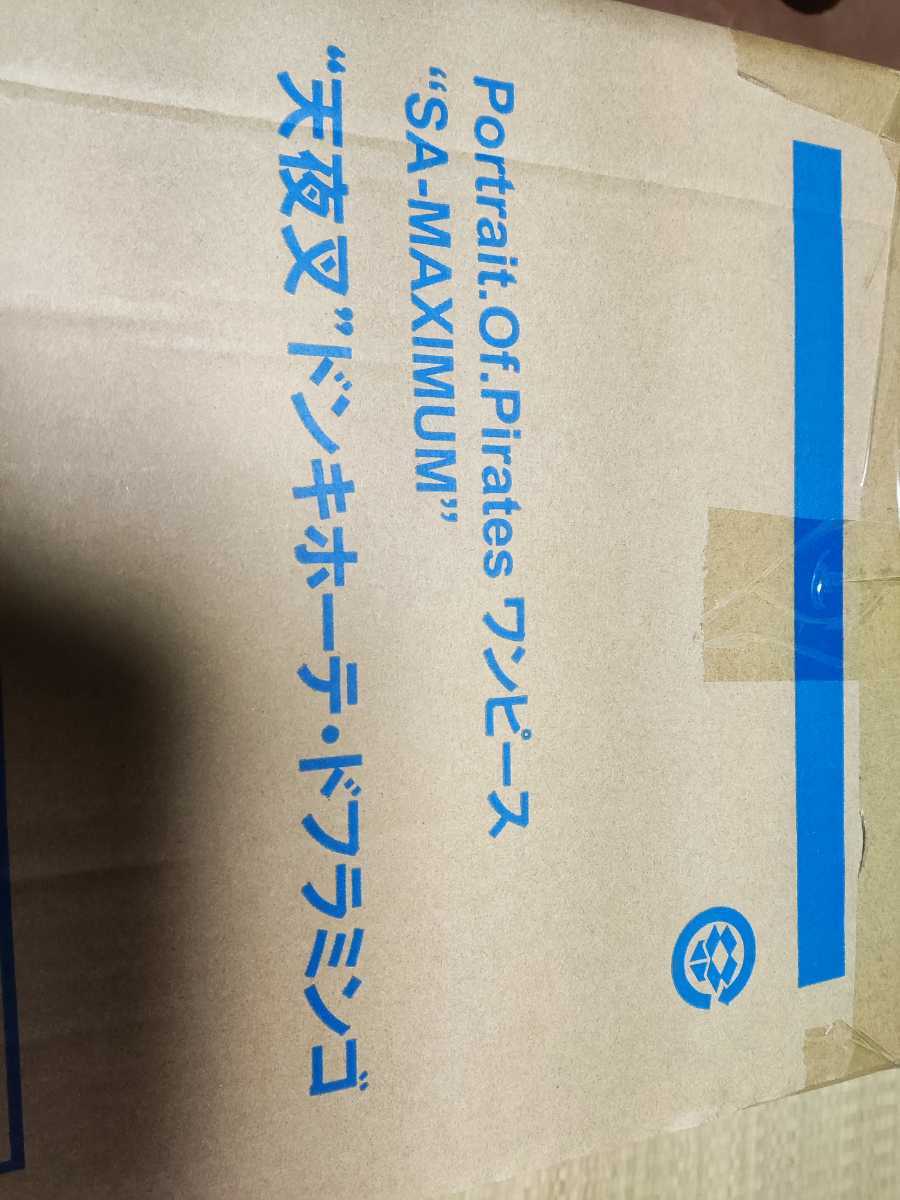 Portrait.Of.Pirates ワンピース
“SA-MAXIMUM”
“天夜叉”ドンキホーテ・ドフラミンゴ